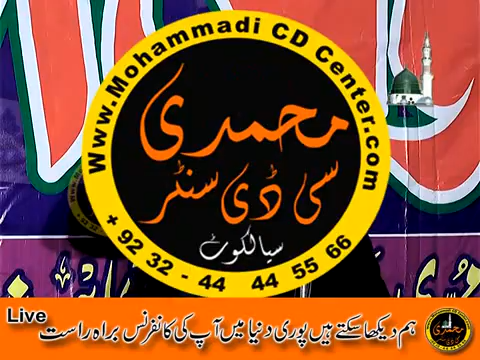 www.Mohammadi CD Center.com
محمدی
سی ڈی سنٹر
سیالکوٹ
+ 92 32 - 44 44 55 66
Live
ہم دیکھا سکتے ہیں پوری دنیا میں آپ کی کانفرنس براہ راست
محمدی